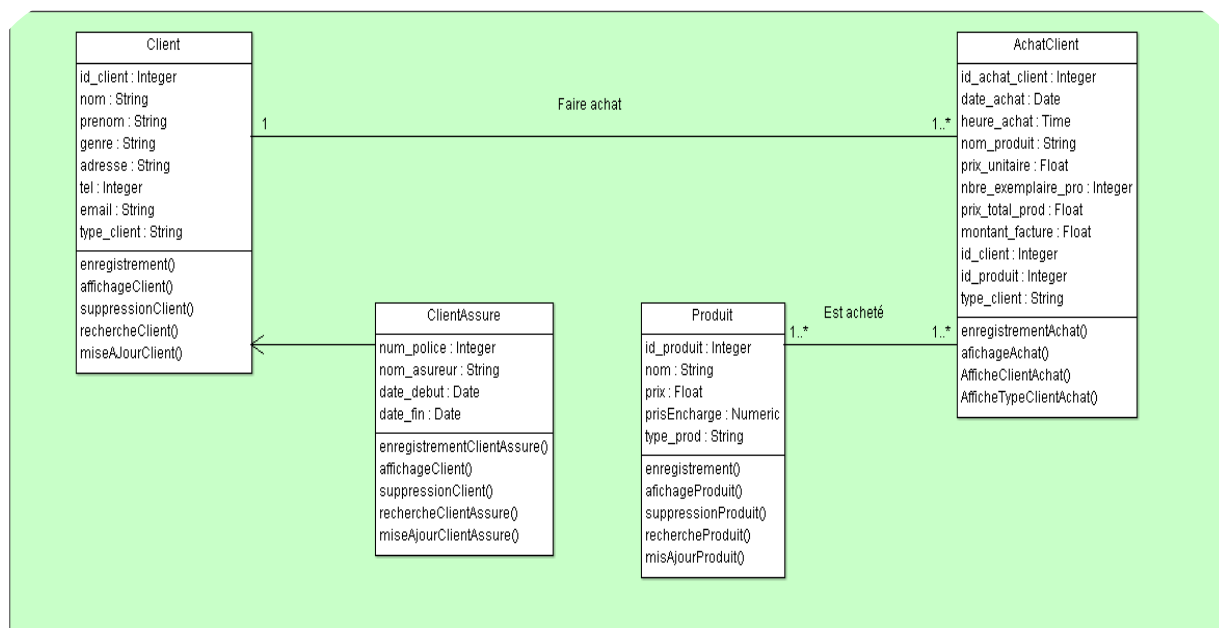 Client
id_client : Integer
nom : String
prenom : String
genre : String
adresse : String
tel : Integer
email : String
type_client : String
enregistrement()
affichageClient()
suppressionClient()
rechercheClient()
miseAJourClient()
Faire achat
1
1..*
AchatClient
id_achat_client : Integer
date_achat : Date
heure_achat : Time
nom_produit : String
prix_unitaire : Float
nbre_exemplaire_pro : Integer
prix_total_prod : Float
montant_facture : Float
id_client : Integer
id_produit : Integer
type_client : String
enregistrementAchat()
afichageAchat()
AfficheClientAchat()
AfficheTypeClientAchat()
ClientAssure
num_police : Integer
nom_asureur : String
date_debut : Date
date_fin : Date
enregistrementClientAssure()
affichageClient()
suppressionClient()
rechercheClientAssure()
miseAjourClientAssure()
Produit
id_produit : Integer
nom : String
prix : Float
prisEncharge : Numeric
type_prod : String
enregistrement()
afichageProduit()
suppressionProduit()
rechercheProduit()
misAjourProduit()
Est acheté
1..*
1..*